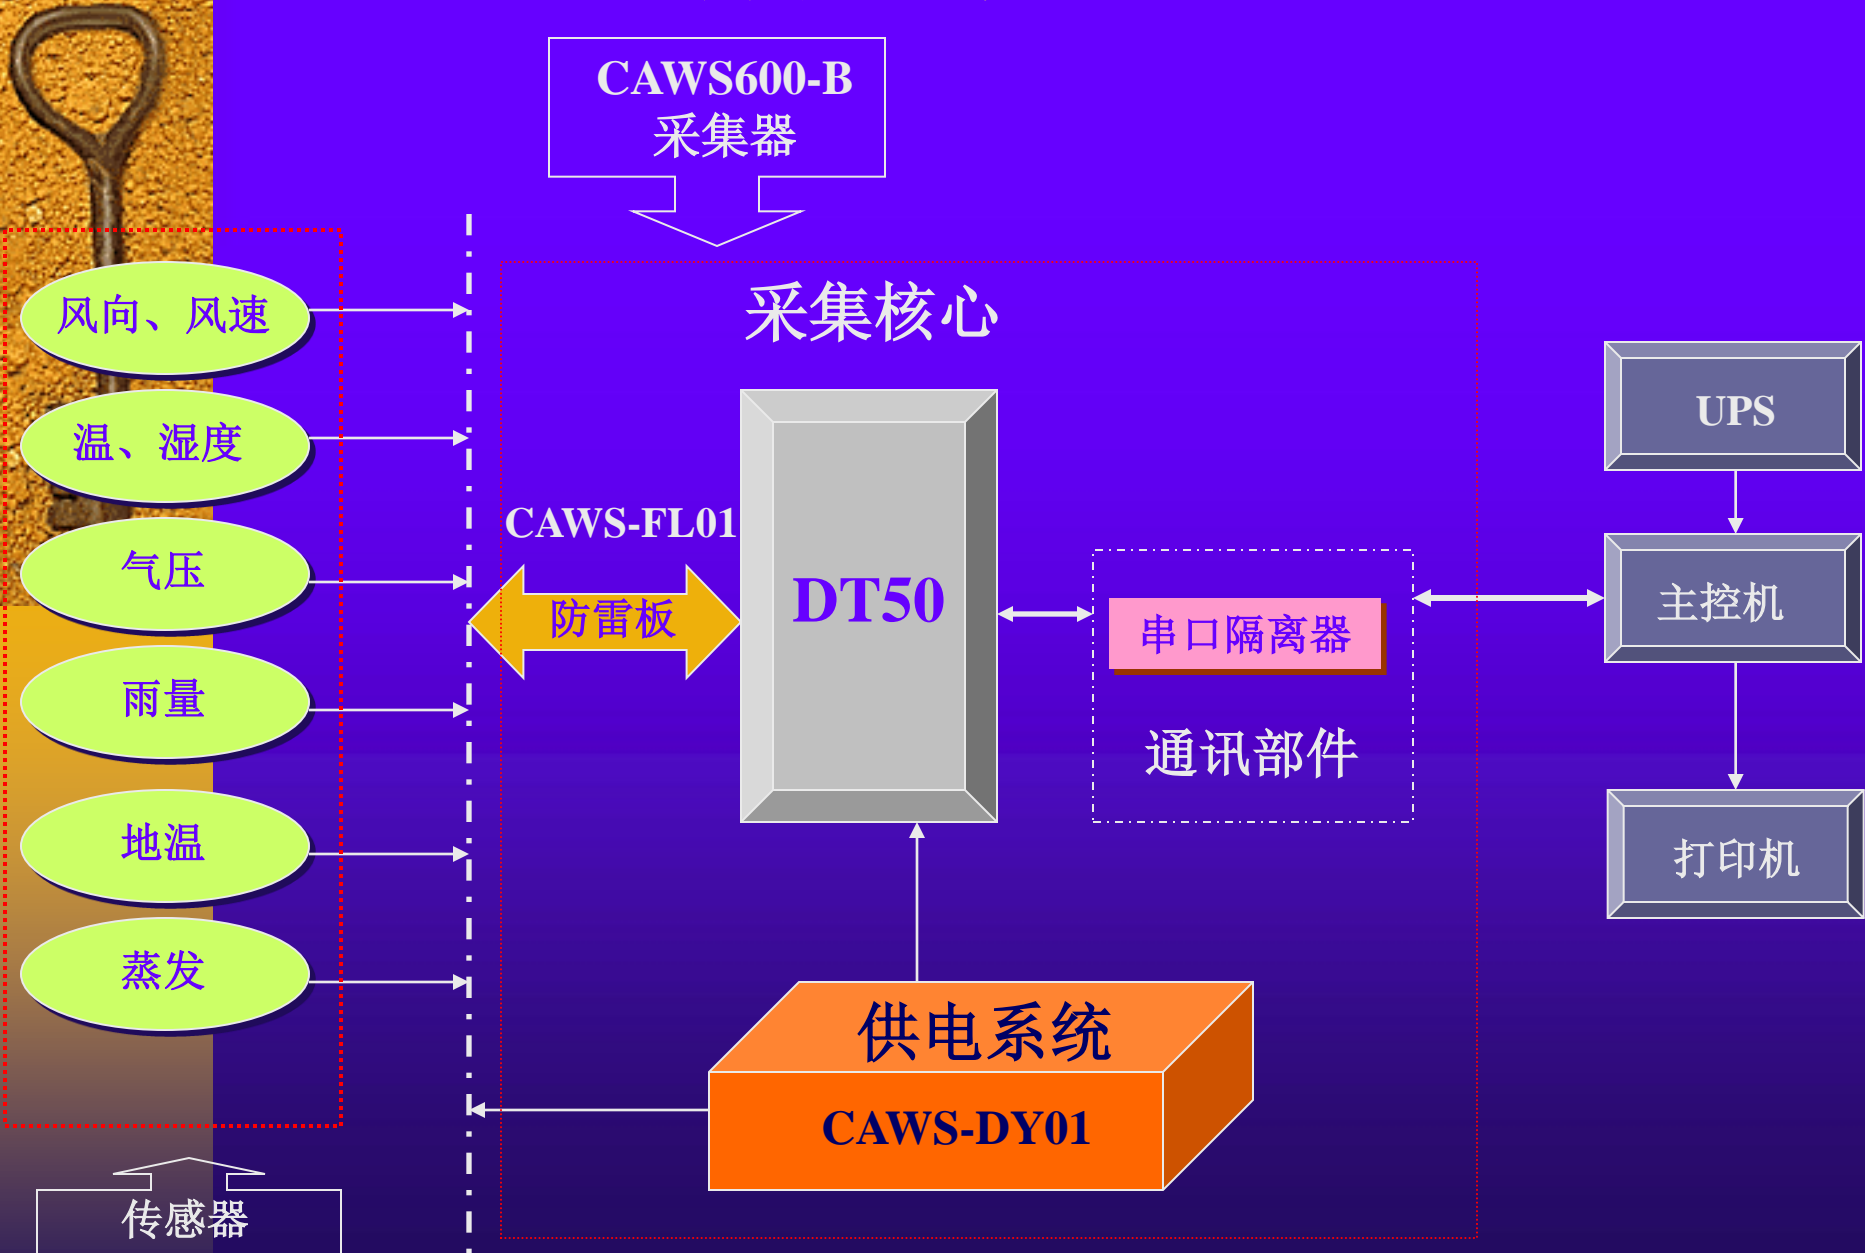 CAWS600-B
采集器
采集核心
风向、风速
温、湿度
气压
雨量
地温
蒸发
传感器
CAWS-FL01
防雷板
DT50
串口隔离器
通讯部件
供电系统
CAWS-DY01
UPS
主控机
打印机